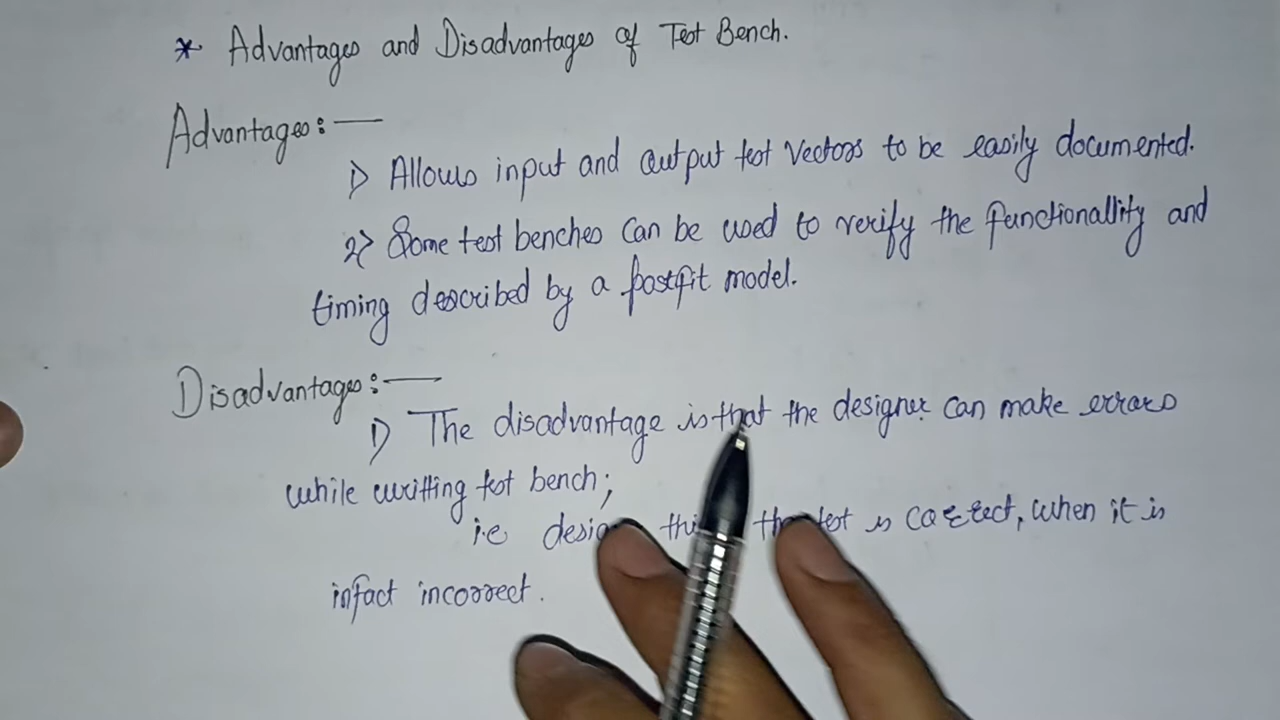 * Advantages and Disadvantages of Test Bench.
Advantages:—
1) Allows input and output test vectors to be easily documented.
2) Some test benches can be used to verify the functionallity and
timing described by a postfit model.
Disadvantages:—
1) The disadvantage is that the designer can make errors
while writting test bench;
i.e test is correct, when it is
infact incorrect.